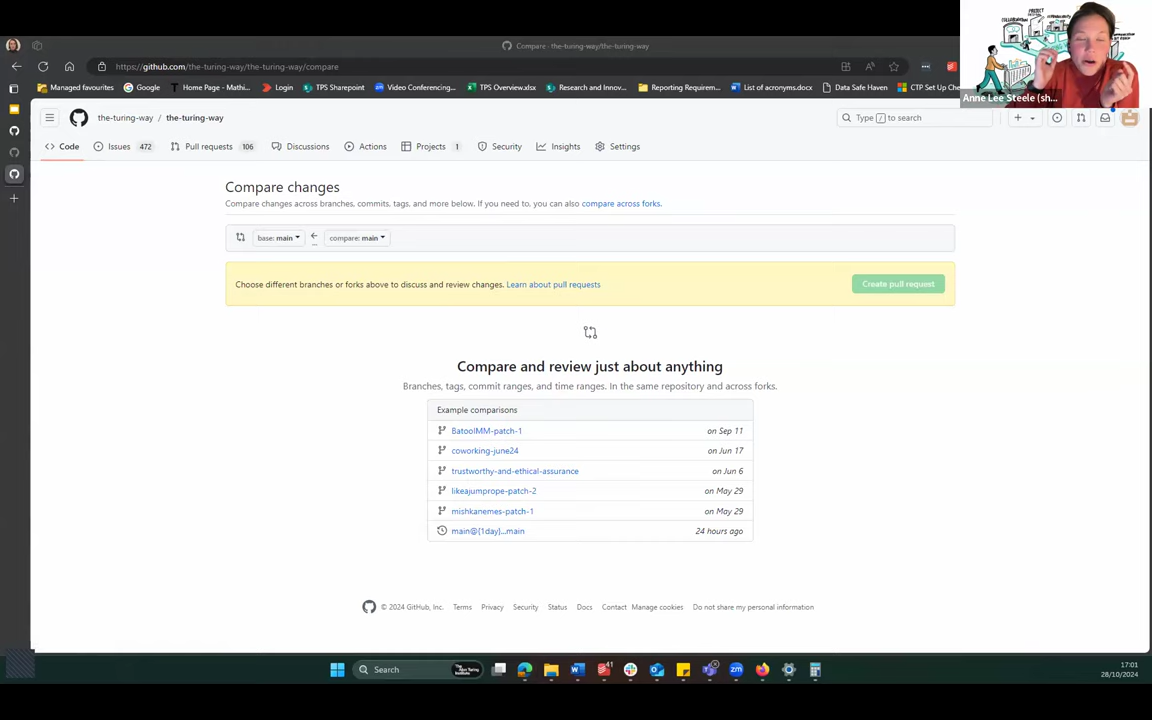 Compare · the-turing-way/the-turing-way
https://github.com/the-turing-way/the-turing-way/compare
Managed favourites Google Home Page - Mathi... Login TPS Sharepoint Video Conferencing... TPS Overview.xlsx Research and Innov... Reporting Requirem... List of acronyms.docx Data Safe Haven CTP Set Up Che
Anne Lee Steele (sh...
the-turing-way / the-turing-way
Type / to search
Code Issues 472 Pull requests 106 Discussions Actions Projects 1 Security Insights Settings
Compare changes
Compare changes across branches, commits, tags, and more below. If you need to, you can also compare across forks.
base: main
compare: main
Choose different branches or forks above to discuss and review changes. Learn about pull requests
Create pull request
Compare and review just about anything
Branches, tags, commit ranges, and time ranges. In the same repository and across forks.
Example comparisons
BatoolMM-patch-1 on Sep 11
coworking-june24 on Jun 17
trustworthy-and-ethical-assurance on Jun 6
likeajumprope-patch-2 on May 29
mishkanemes-patch-1 on May 29
main@{1day}...main 24 hours ago
© 2024 GitHub, Inc. Terms Privacy Security Status Docs Contact Manage cookies Do not share my personal information
Search
41
17:01
28/10/2024